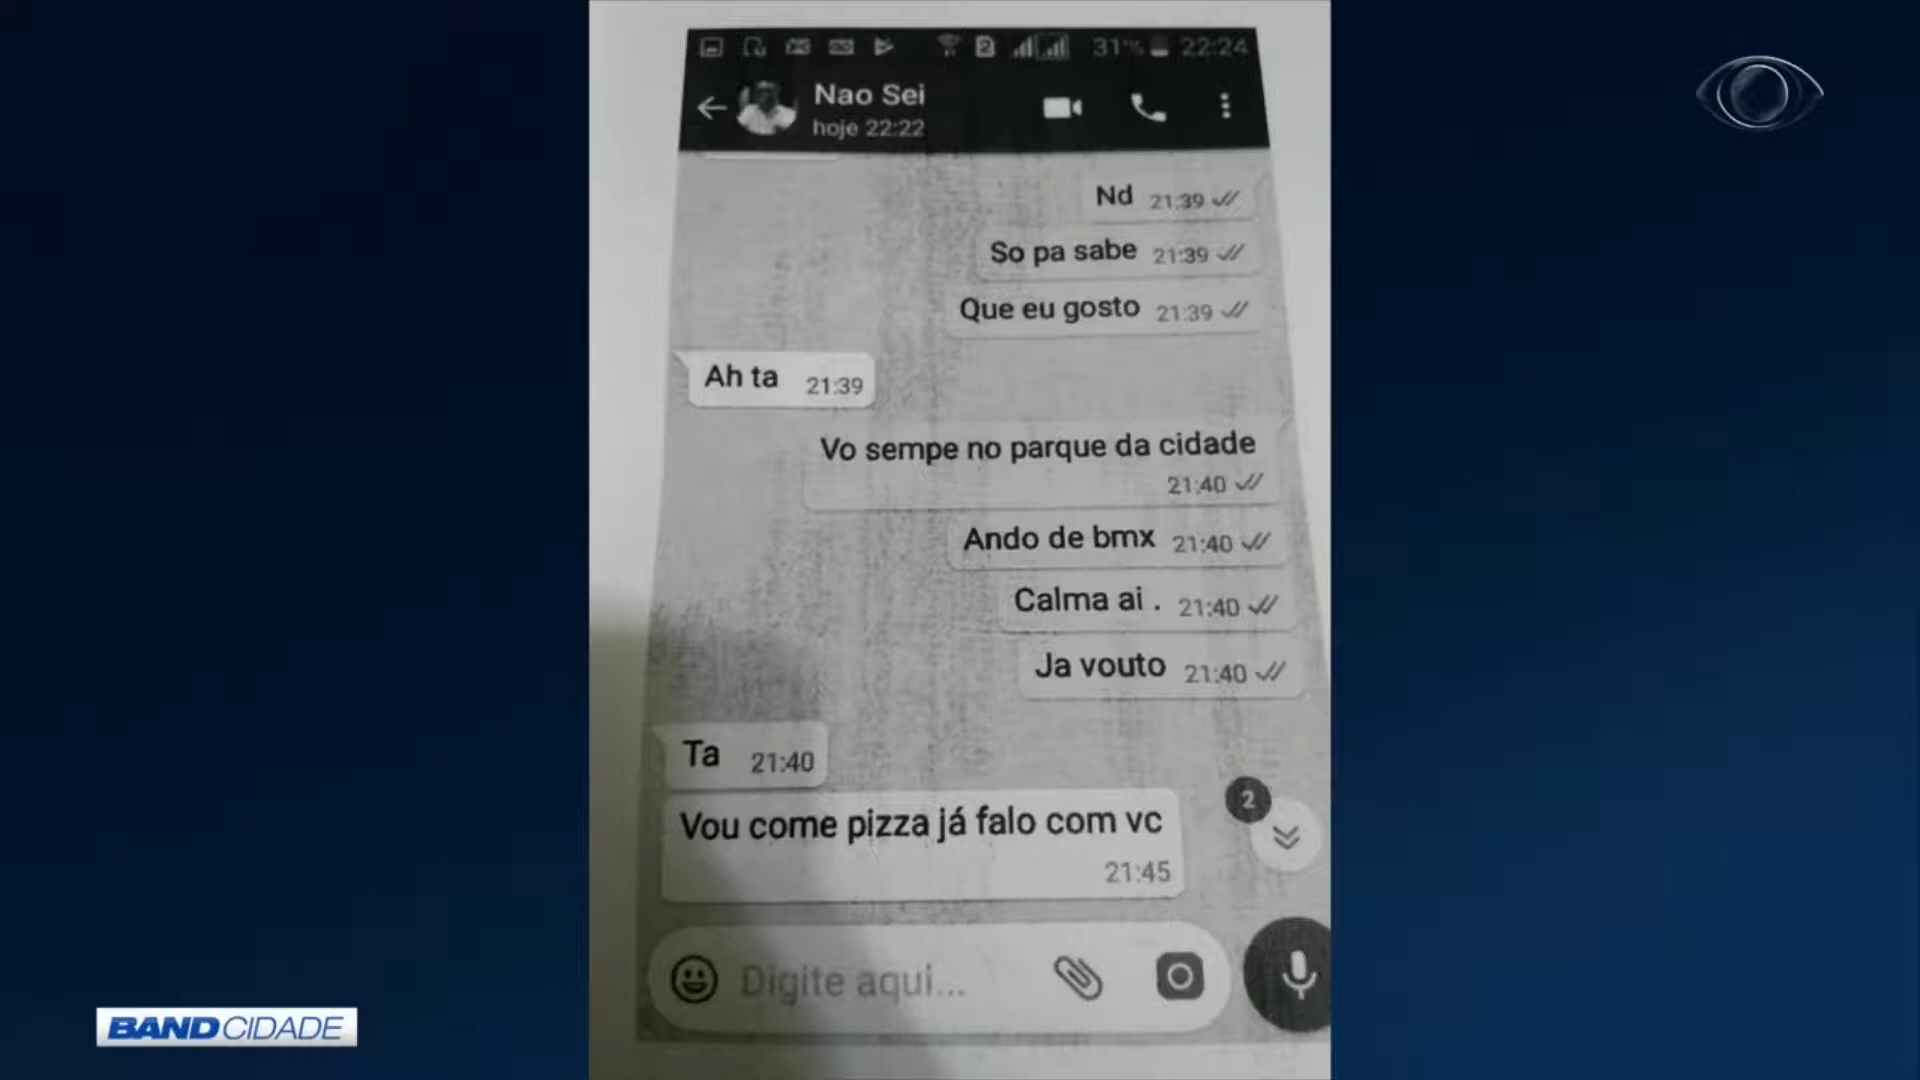 31% 22:24
Nao Sei
hoje 22:22
Nd 21:39
So pa sabe 21:39
Que eu gosto 21:39
Ah ta 21:39
Vo sempe no parque da cidade
21:40
Ando de bmx 21:40
Calma ai . 21:40
Ja vouto 21:40
Ta 21:40
2
Vou come pizza já falo com vc
21:45
Digite aqui...
BAND CIDADE